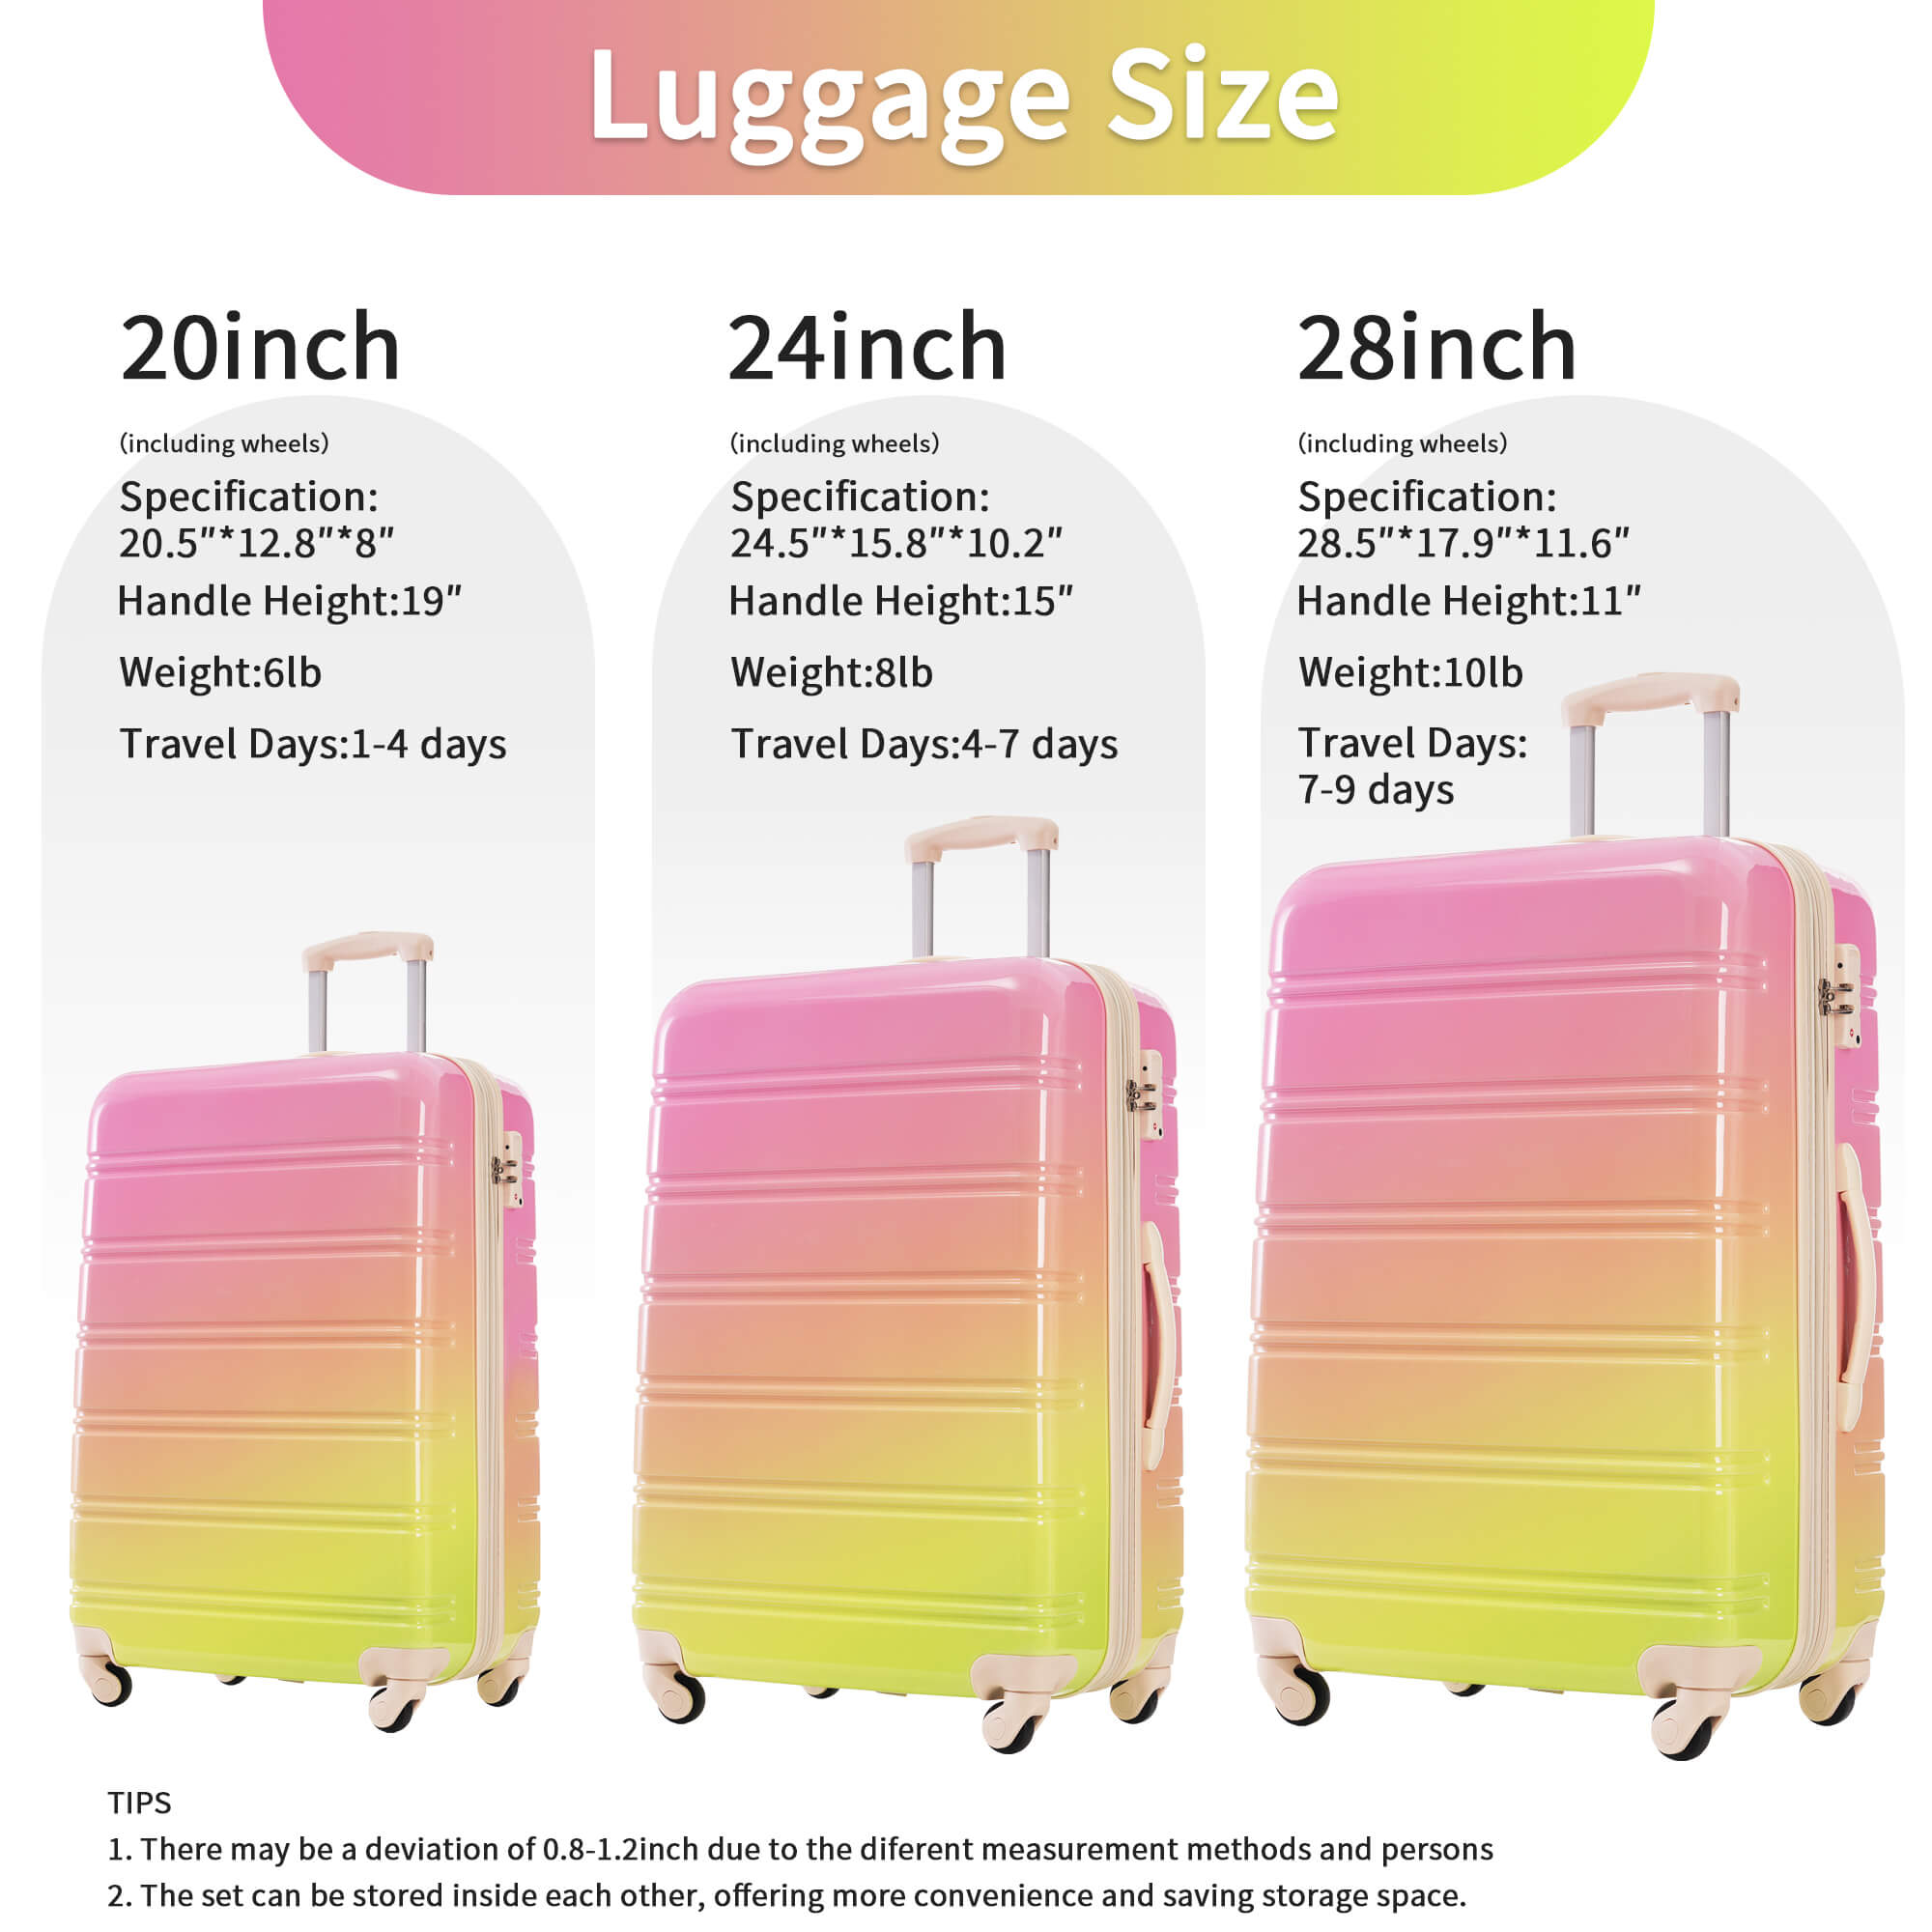 Luggage Size
20inch
(including wheels)
Specification:
20.5"*12.8"*8"
Handle Height:19"
Weight:6lb
Travel Days:1-4 days
24inch
(including wheels)
Specification:
24.5"*15.8"*10.2"
Handle Height:15"
Weight:8lb
Travel Days:4-7 days
28inch
(including wheels)
Specification:
28.5"*17.9"*11.6"
Handle Height:11"
Weight:10lb
Travel Days:
7-9 days
TIPS
1. There may be a deviation of 0.8-1.2inch due to the diferent measurement methods and persons
2. The set can be stored inside each other, offering more convenience and saving storage space.